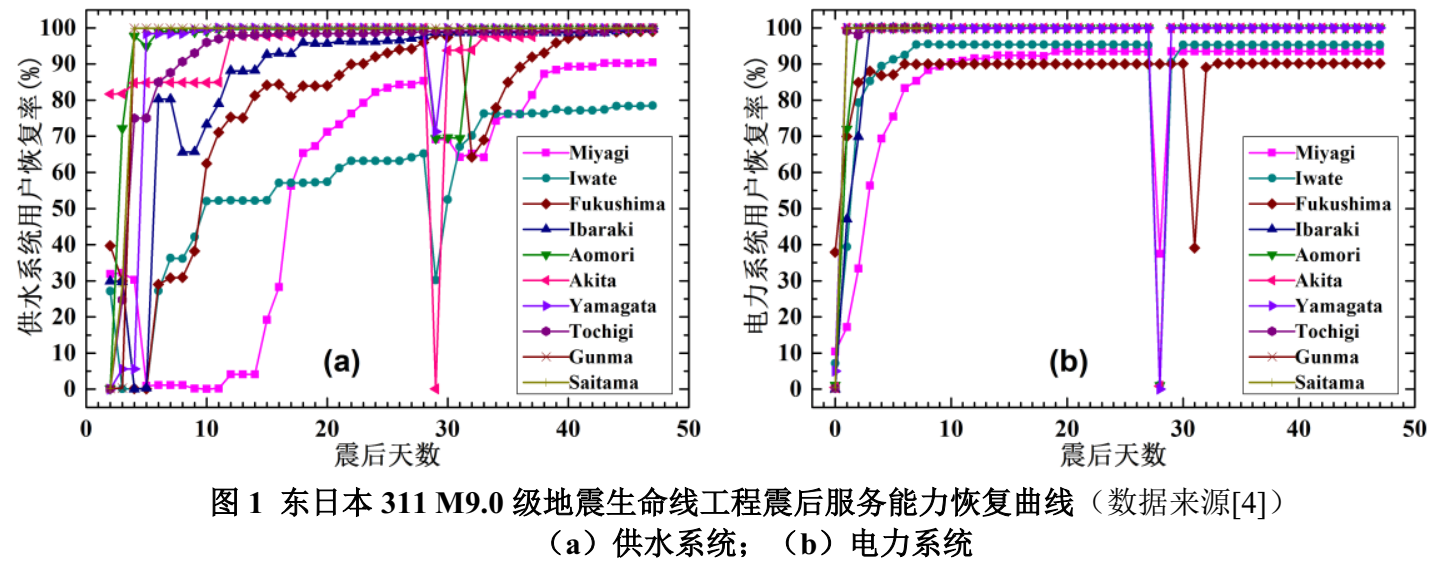 供水系统用户恢复率(%)
100
90
80
70
60
50
40
30
20
10
0
Miyagi
Iwate
Fukushima
Ibaraki
Aomori
Akita
Yamagata
Tochigi
Gunma
Saitama
(a)
0 10 20 30 40 50
震后天数
电力系统用户恢复率(%)
100
90
80
70
60
50
40
30
20
10
0
Miyagi
Iwate
Fukushima
Ibaraki
Aomori
Akita
Yamagata
Tochigi
Gunma
Saitama
(b)
0 10 20 30 40 50
震后天数
图 1 东日本 311 M9.0 级地震生命线工程震后服务能力恢复曲线（数据来源[4]）
（a）供水系统；（b）电力系统